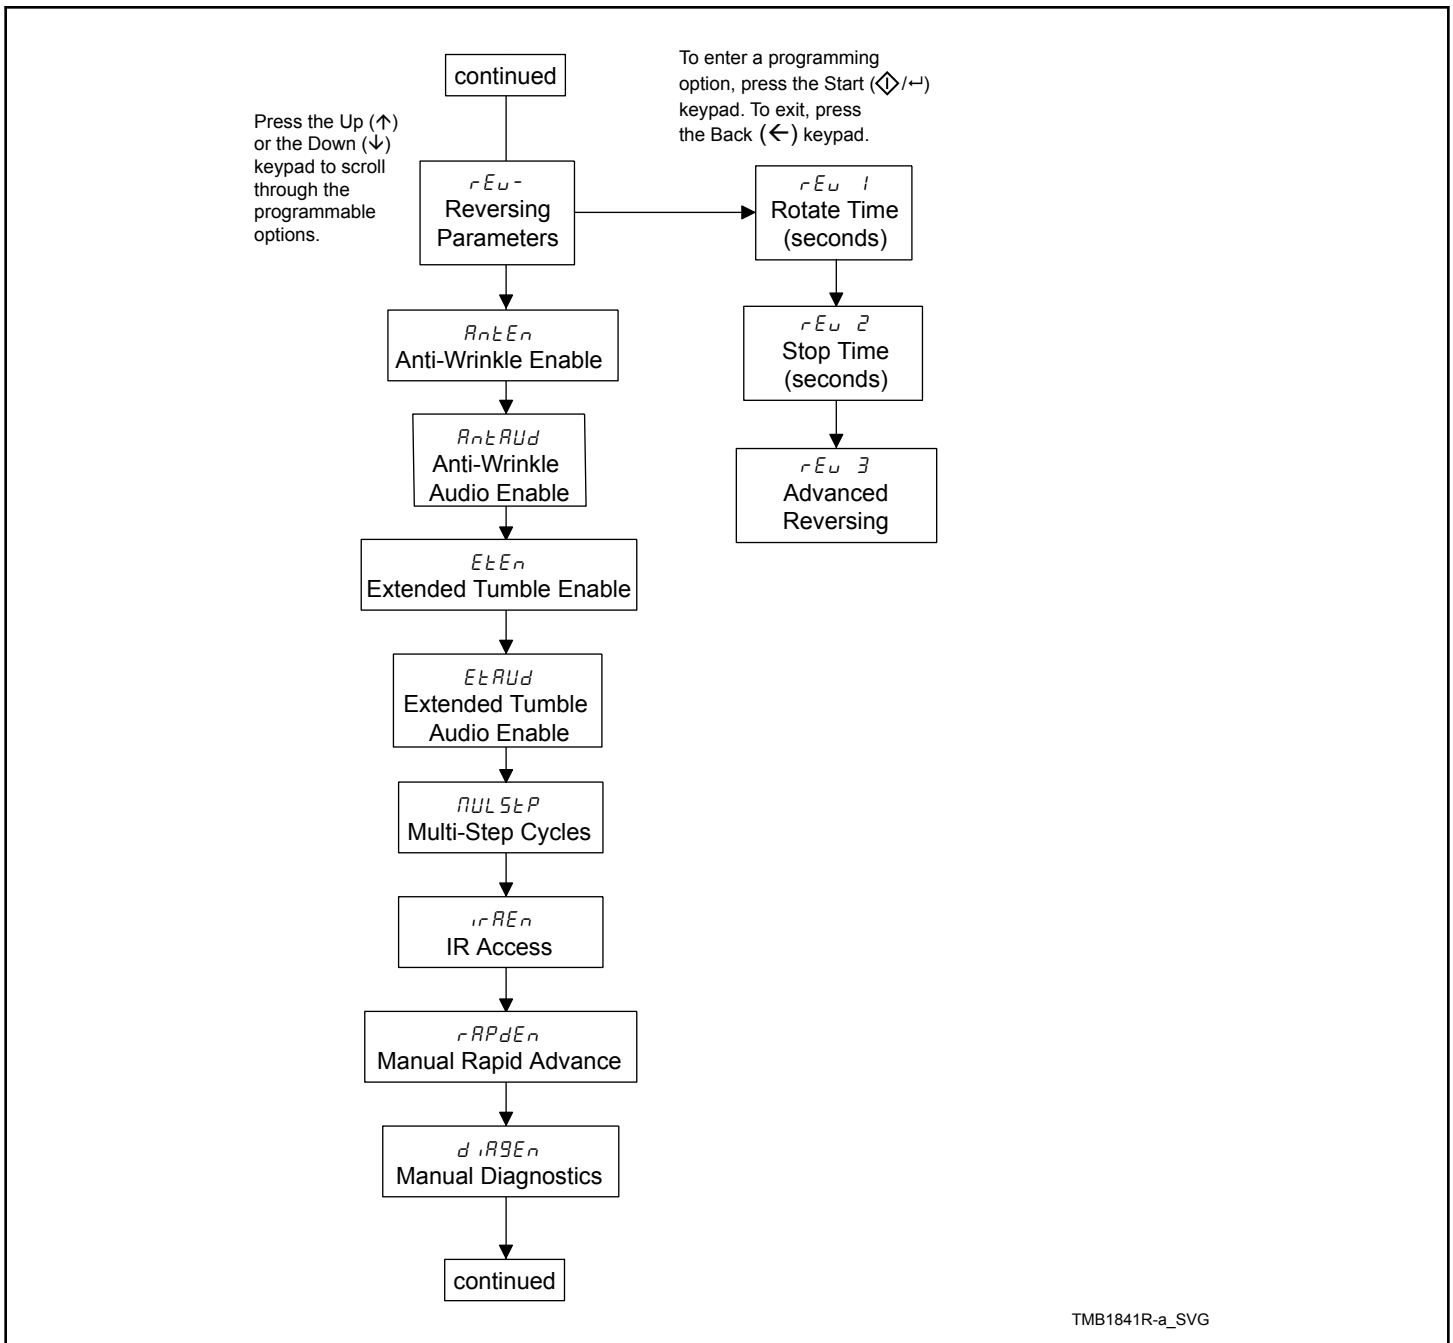 continued
To enter a programming
option, press the Start (/↵)
keypad. To exit, press
the Back (←) keypad.
Press the Up (↑)
or the Down (↓)
keypad to scroll
through the
programmable
options.
rEv-
Reversing
Parameters
rEv 1
Rotate Time
(seconds)
rEv 2
Stop Time
(seconds)
rEv 3
Advanced
Reversing
AntEn
Anti-Wrinkle Enable
AntAUd
Anti-Wrinkle
Audio Enable
EtEn
Extended Tumble Enable
EtAUd
Extended Tumble
Audio Enable
MULStP
Multi-Step Cycles
irAEn
IR Access
rAPdEn
Manual Rapid Advance
diAgEn
Manual Diagnostics
continued
TMB1841R-a_SVG